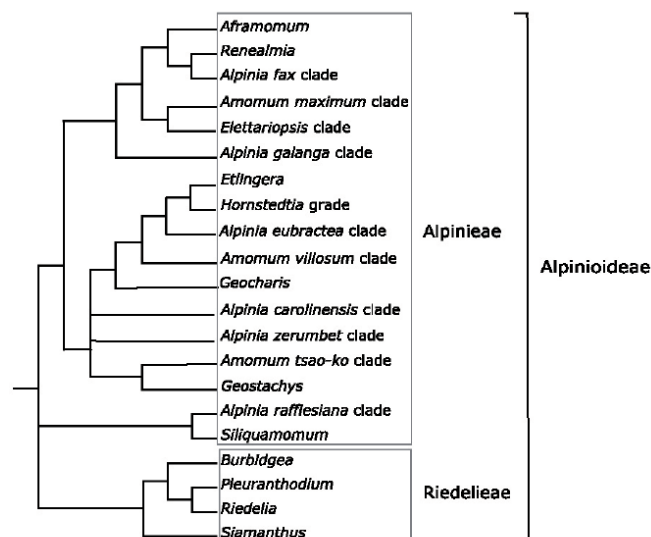 Aframomum
Renealmia
Alpinia fax clade
Amomum maximum clade
Elettariopsis clade
Alpinia galanga clade
Etlingera
Hornstedtia grade
Alpinia eubractea clade
Amomum villosum clade
Geocharis
Alpinia carolinensis clade
Alpinia zerumbet clade
Amomum tsao-ko clade
Geostachys
Alpinia rafflesiana clade
Siliquamomum
Alpinieae
Burbidgea
Pleuranthodium
Riedelia
Siamanthus
Riedelieae
Alpinioideae